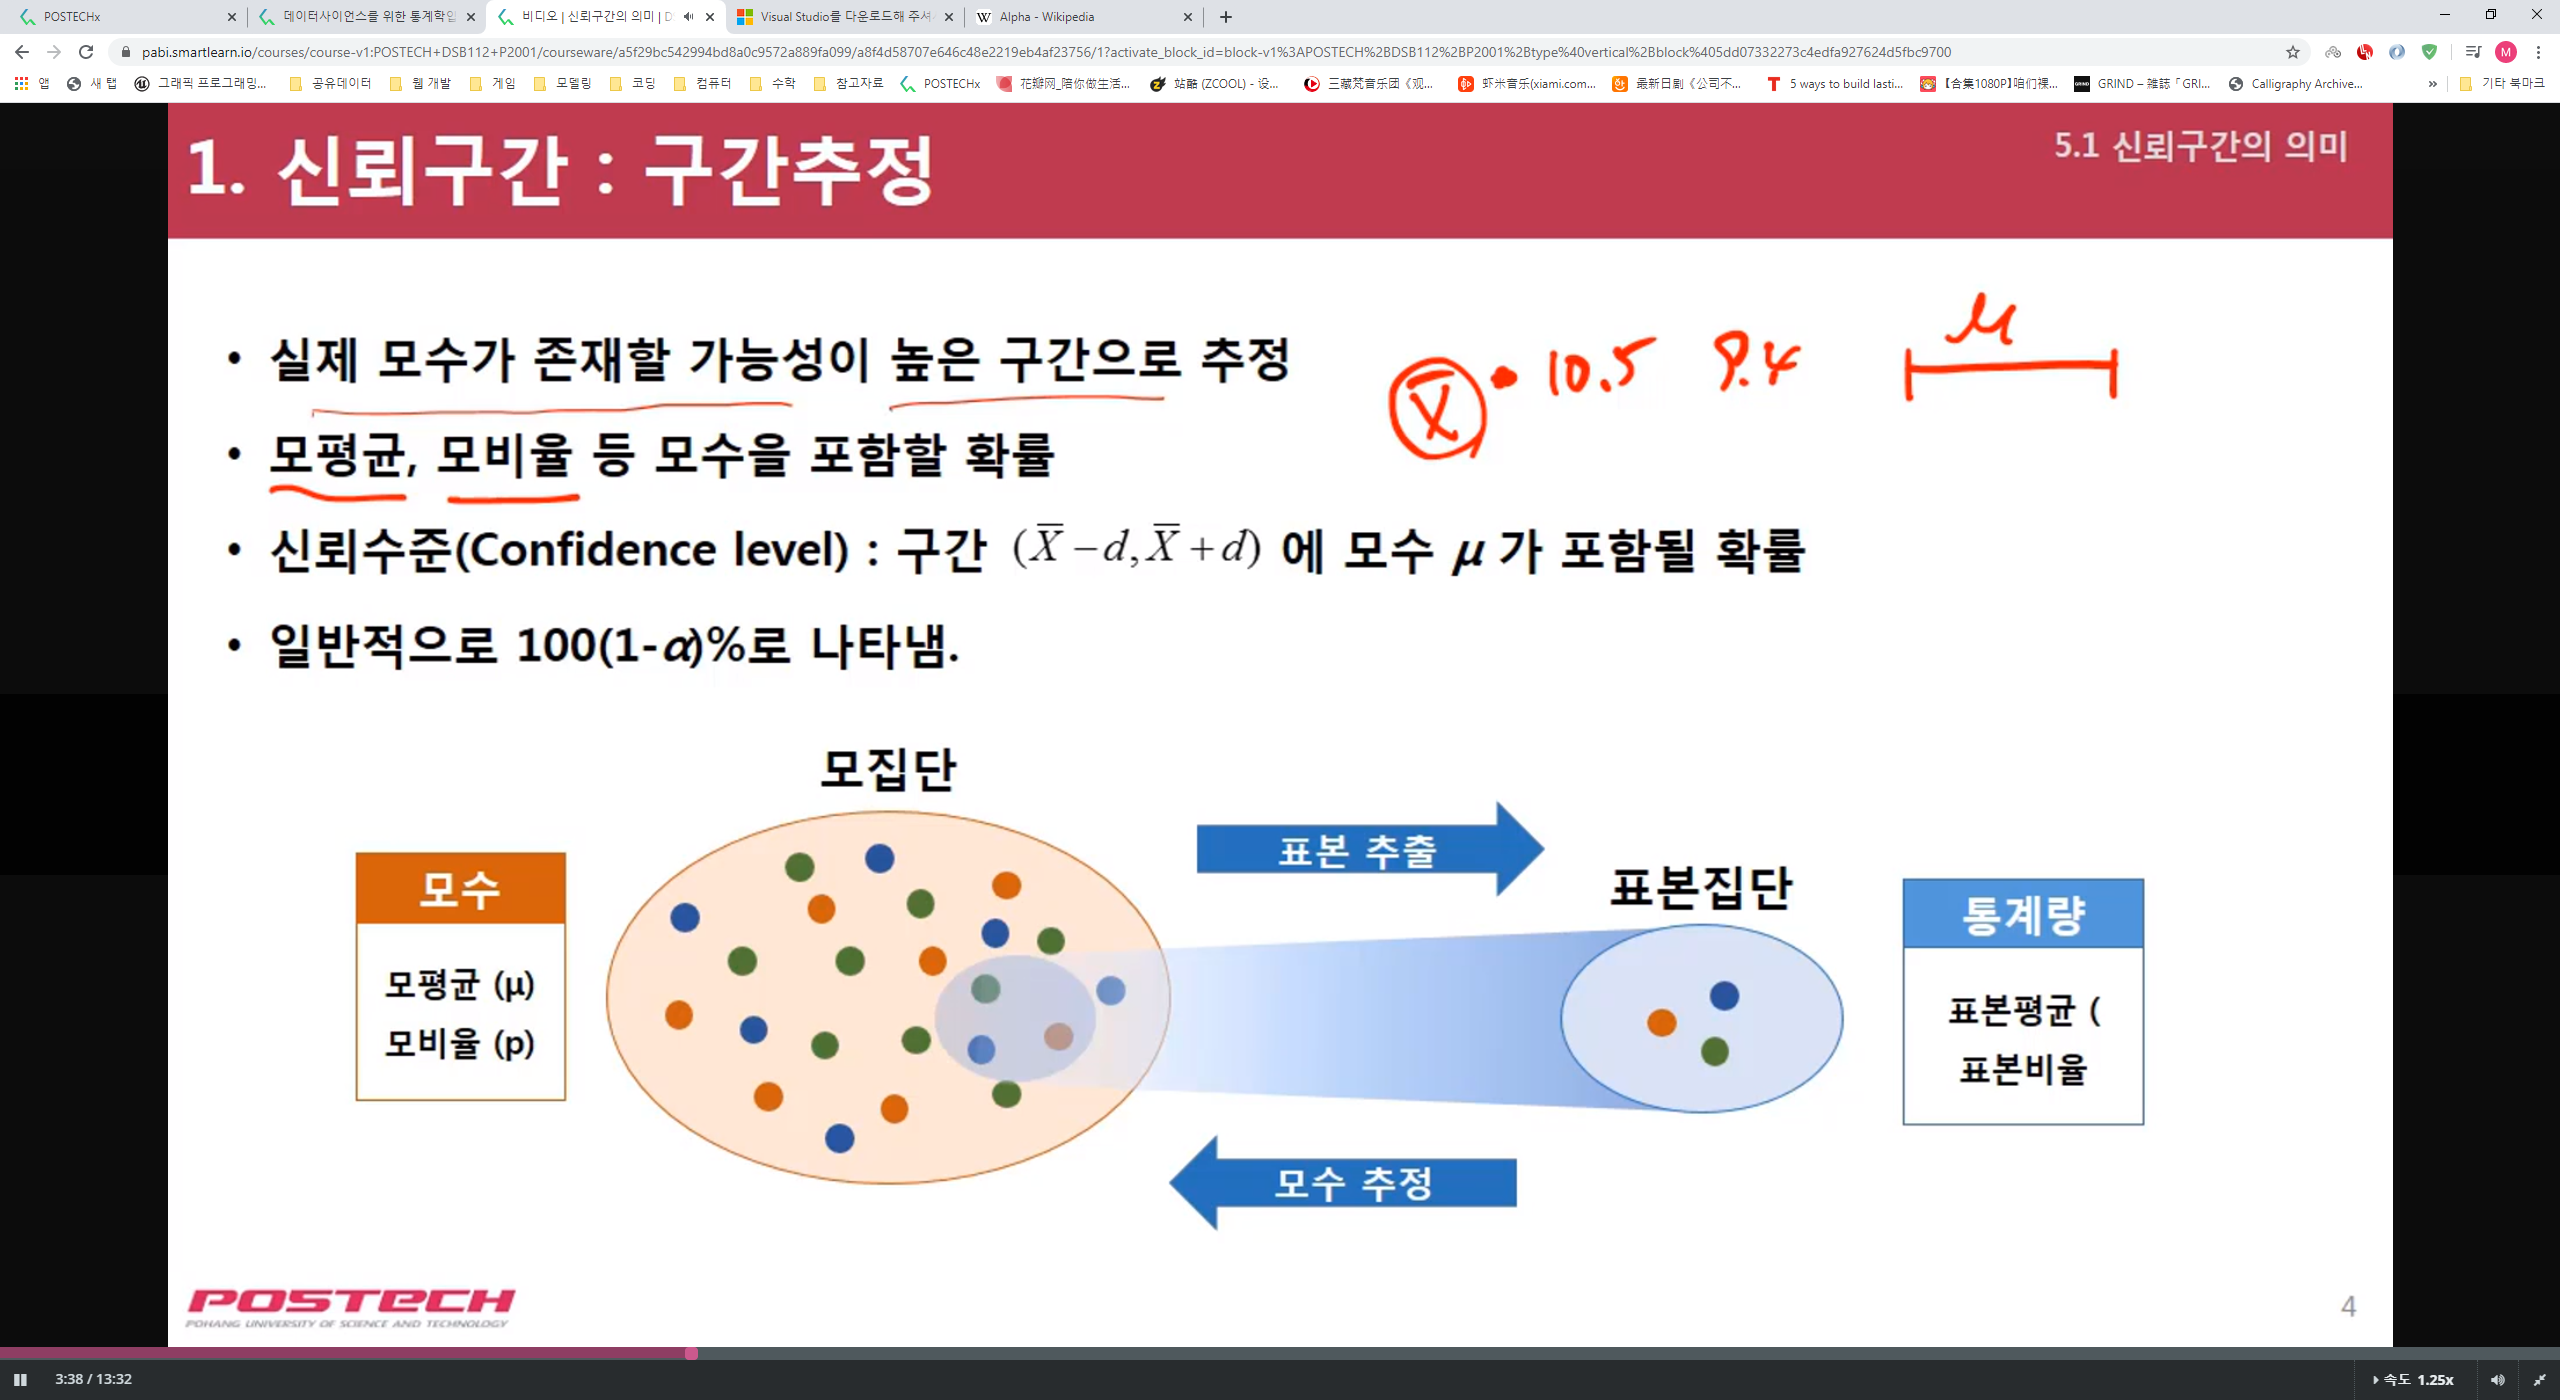 POSTECHx
데이터사이언스를 위한 통계학입
비디오 | 신뢰구간의 의미 | D
Visual Studio를 다운로드해 주셔
Alpha - Wikipedia
pabi.smartlearn.io/courses/course-v1:POSTECH+DSB112+P2001/courseware/a5f29bc542994bd8a0c9572a889fa099/a8f4d58707e646c48e2219eb4af23756/1?activate_block_id=block-v1%3APOSTECH%2BDSB112%2BP2001%2Btype%40vertical%2Bblock%405dd07332273c4edfa927624d5fbc9700
앱 새 탭 그래픽 프로그래밍... 공유데이터 웹 개발 게임 모델링 코딩 컴퓨터 수학 참고자료 POSTECHx 花瓣网_陪你做生活... 站酷 (ZCOOL) - 设... 三藏梵音乐团《观... 虾米音乐(xiami.com... 最新日剧《公司不... 5 ways to build lasti... 【合集1080P】咱们裸... GRIND – 雜誌「GRI... Calligraphy Archive... » 기타 북마크
1. 신뢰구간 : 구간추정
5.1 신뢰구간의 의미
• 실제 모수가 존재할 가능성이 높은 구간으로 추정
X̅ 10.5 9.4 μ
• 모평균, 모비율 등 모수을 포함할 확률
• 신뢰수준(Confidence level) : 구간 (X̅ − d, X̅ + d) 에 모수 μ 가 포함될 확률
• 일반적으로 100(1-α)%로 나타냄.
모집단
표본 추출
표본집단
모수
모평균 (μ)
모비율 (p)
통계량
표본평균 (
표본비율
모수 추정
POSTECH
POHANG UNIVERSITY OF SCIENCE AND TECHNOLOGY
4
3:38 / 13:32
속도 1.25x